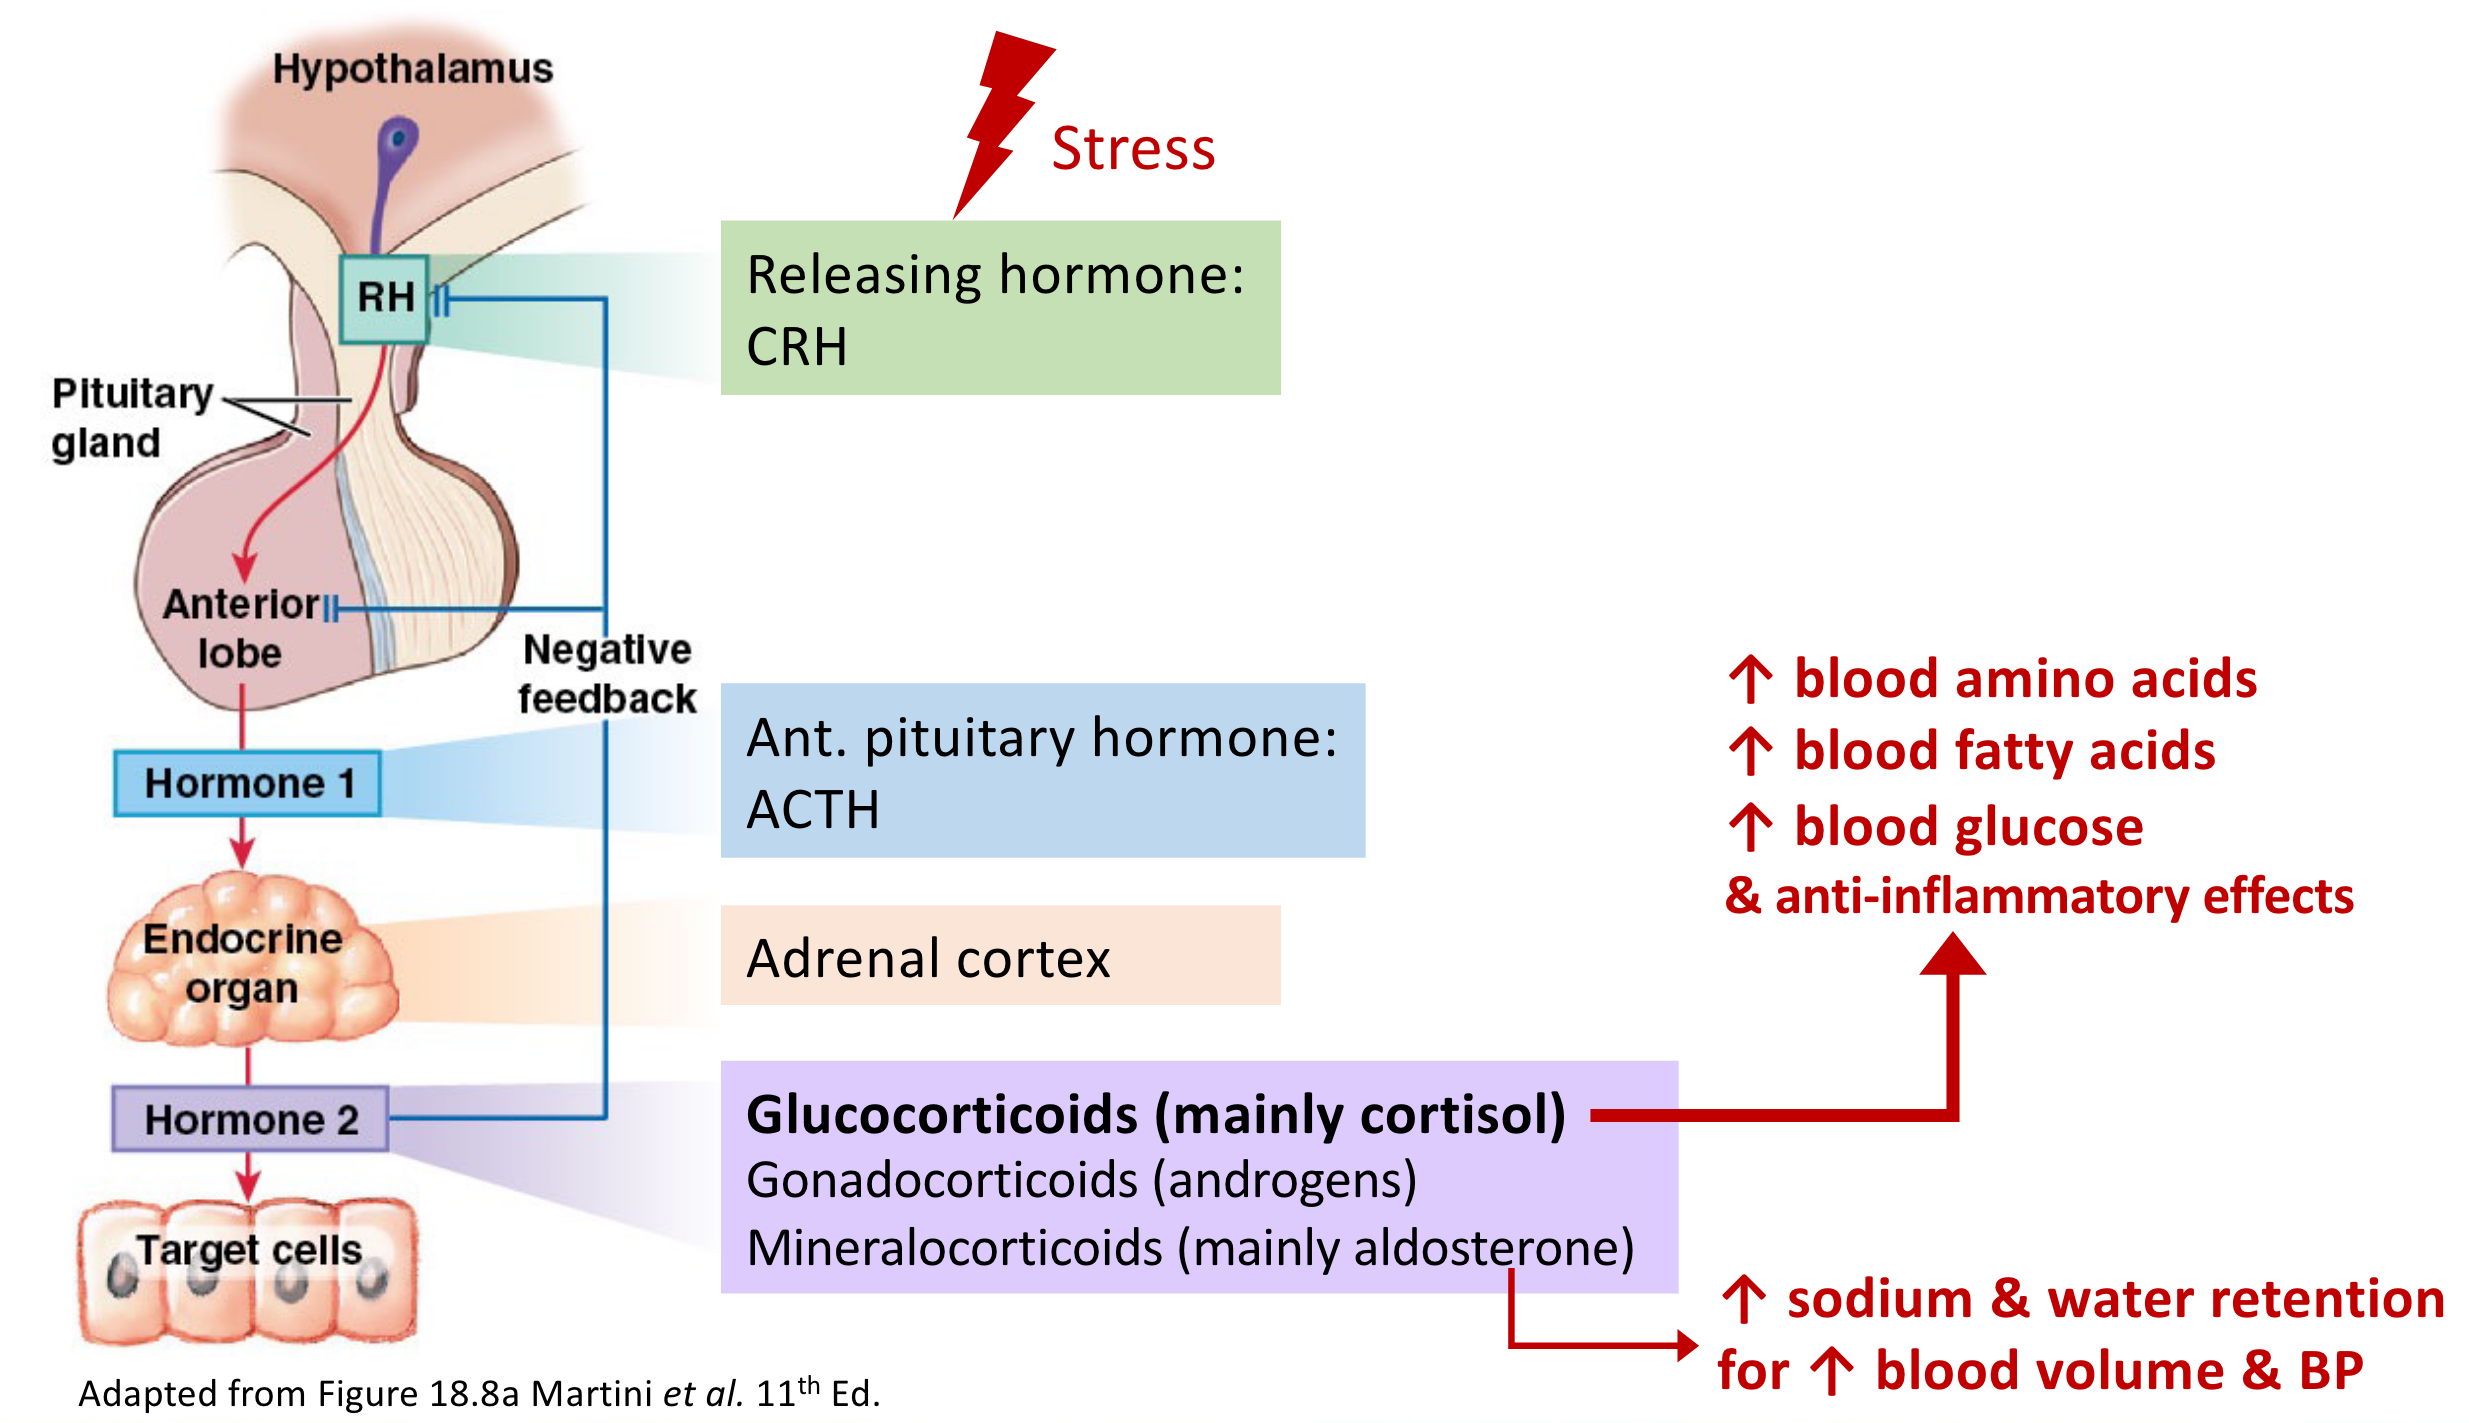 Hypothalamus
Stress
RH
Releasing hormone:
CRH
Pituitary
gland
Anterior
lobe
Negative
feedback
Hormone 1
Ant. pituitary hormone:
ACTH
Endocrine
organ
Adrenal cortex
Hormone 2
Glucocorticoids (mainly cortisol)
Gonadocorticoids (androgens)
Mineralocorticoids (mainly aldosterone)
Target cells
↑ blood amino acids
↑ blood fatty acids
↑ blood glucose
& anti-inflammatory effects
↑ sodium & water retention
for ↑ blood volume & BP
Adapted from Figure 18.8a Martini et al. 11th Ed.